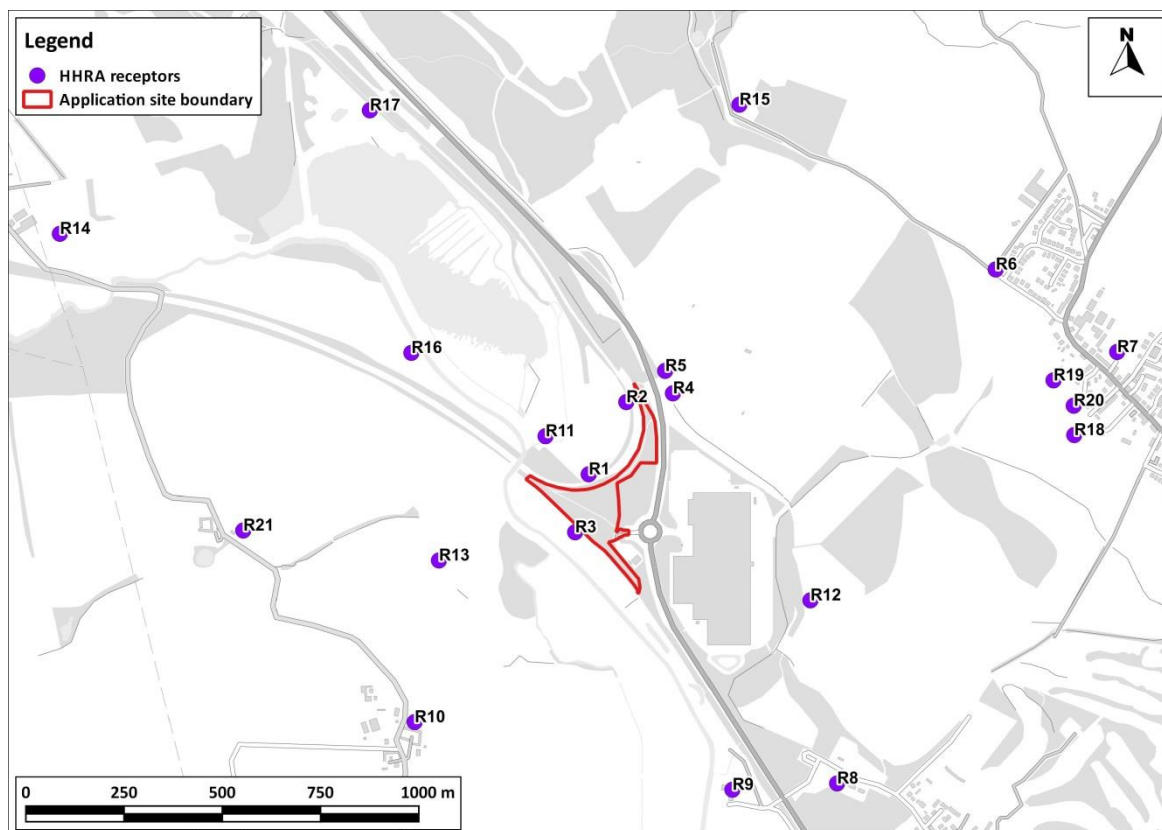 Legend
HHRA receptors
Application site boundary
N
R17
R15
R14
R6
R16
R7
R5
R19
R4
R2
R20
R11
R18
R1
R21
R3
R13
R12
R10
R8
R9
0 250 500 750 1000 m